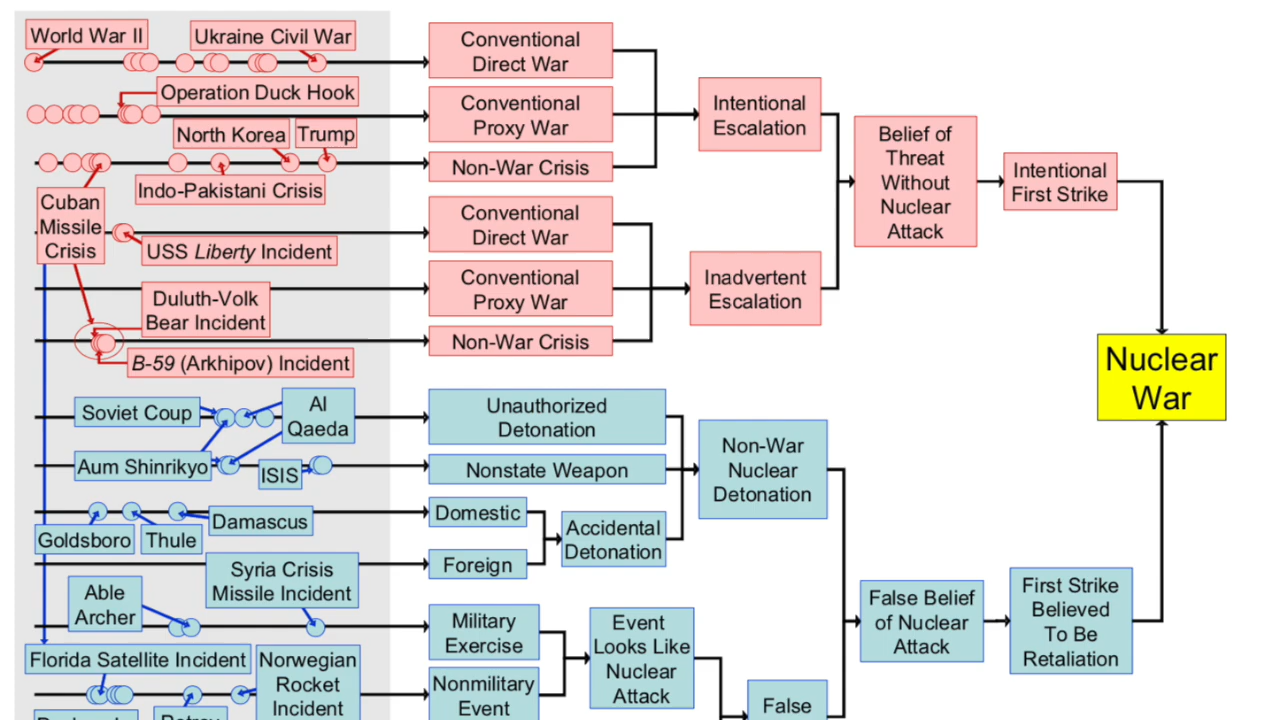 World War II
Ukraine Civil War
Conventional
Direct War
Operation Duck Hook
Conventional
Proxy War
Intentional
Escalation
North Korea
Trump
Non-War Crisis
Indo-Pakistani Crisis
Belief of
Threat
Without
Nuclear
Attack
Intentional
First Strike
Cuban
Missile
Crisis
Conventional
Direct War
USS Liberty Incident
Conventional
Proxy War
Inadvertent
Escalation
Duluth-Volk
Bear Incident
Non-War Crisis
B-59 (Arkhipov) Incident
Nuclear
War
Soviet Coup
Al
Qaeda
Unauthorized
Detonation
Aum Shinrikyo
ISIS
Nonstate Weapon
Non-War
Nuclear
Detonation
Goldsboro
Thule
Damascus
Domestic
Accidental
Detonation
Foreign
Syria Crisis
Missile Incident
Able
Archer
Military
Exercise
Event
Looks Like
Nuclear
Attack
False Belief
of Nuclear
Attack
First Strike
Believed
To Be
Retaliation
Florida Satellite Incident
Norwegian
Rocket
Incident
Nonmilitary
Event
False